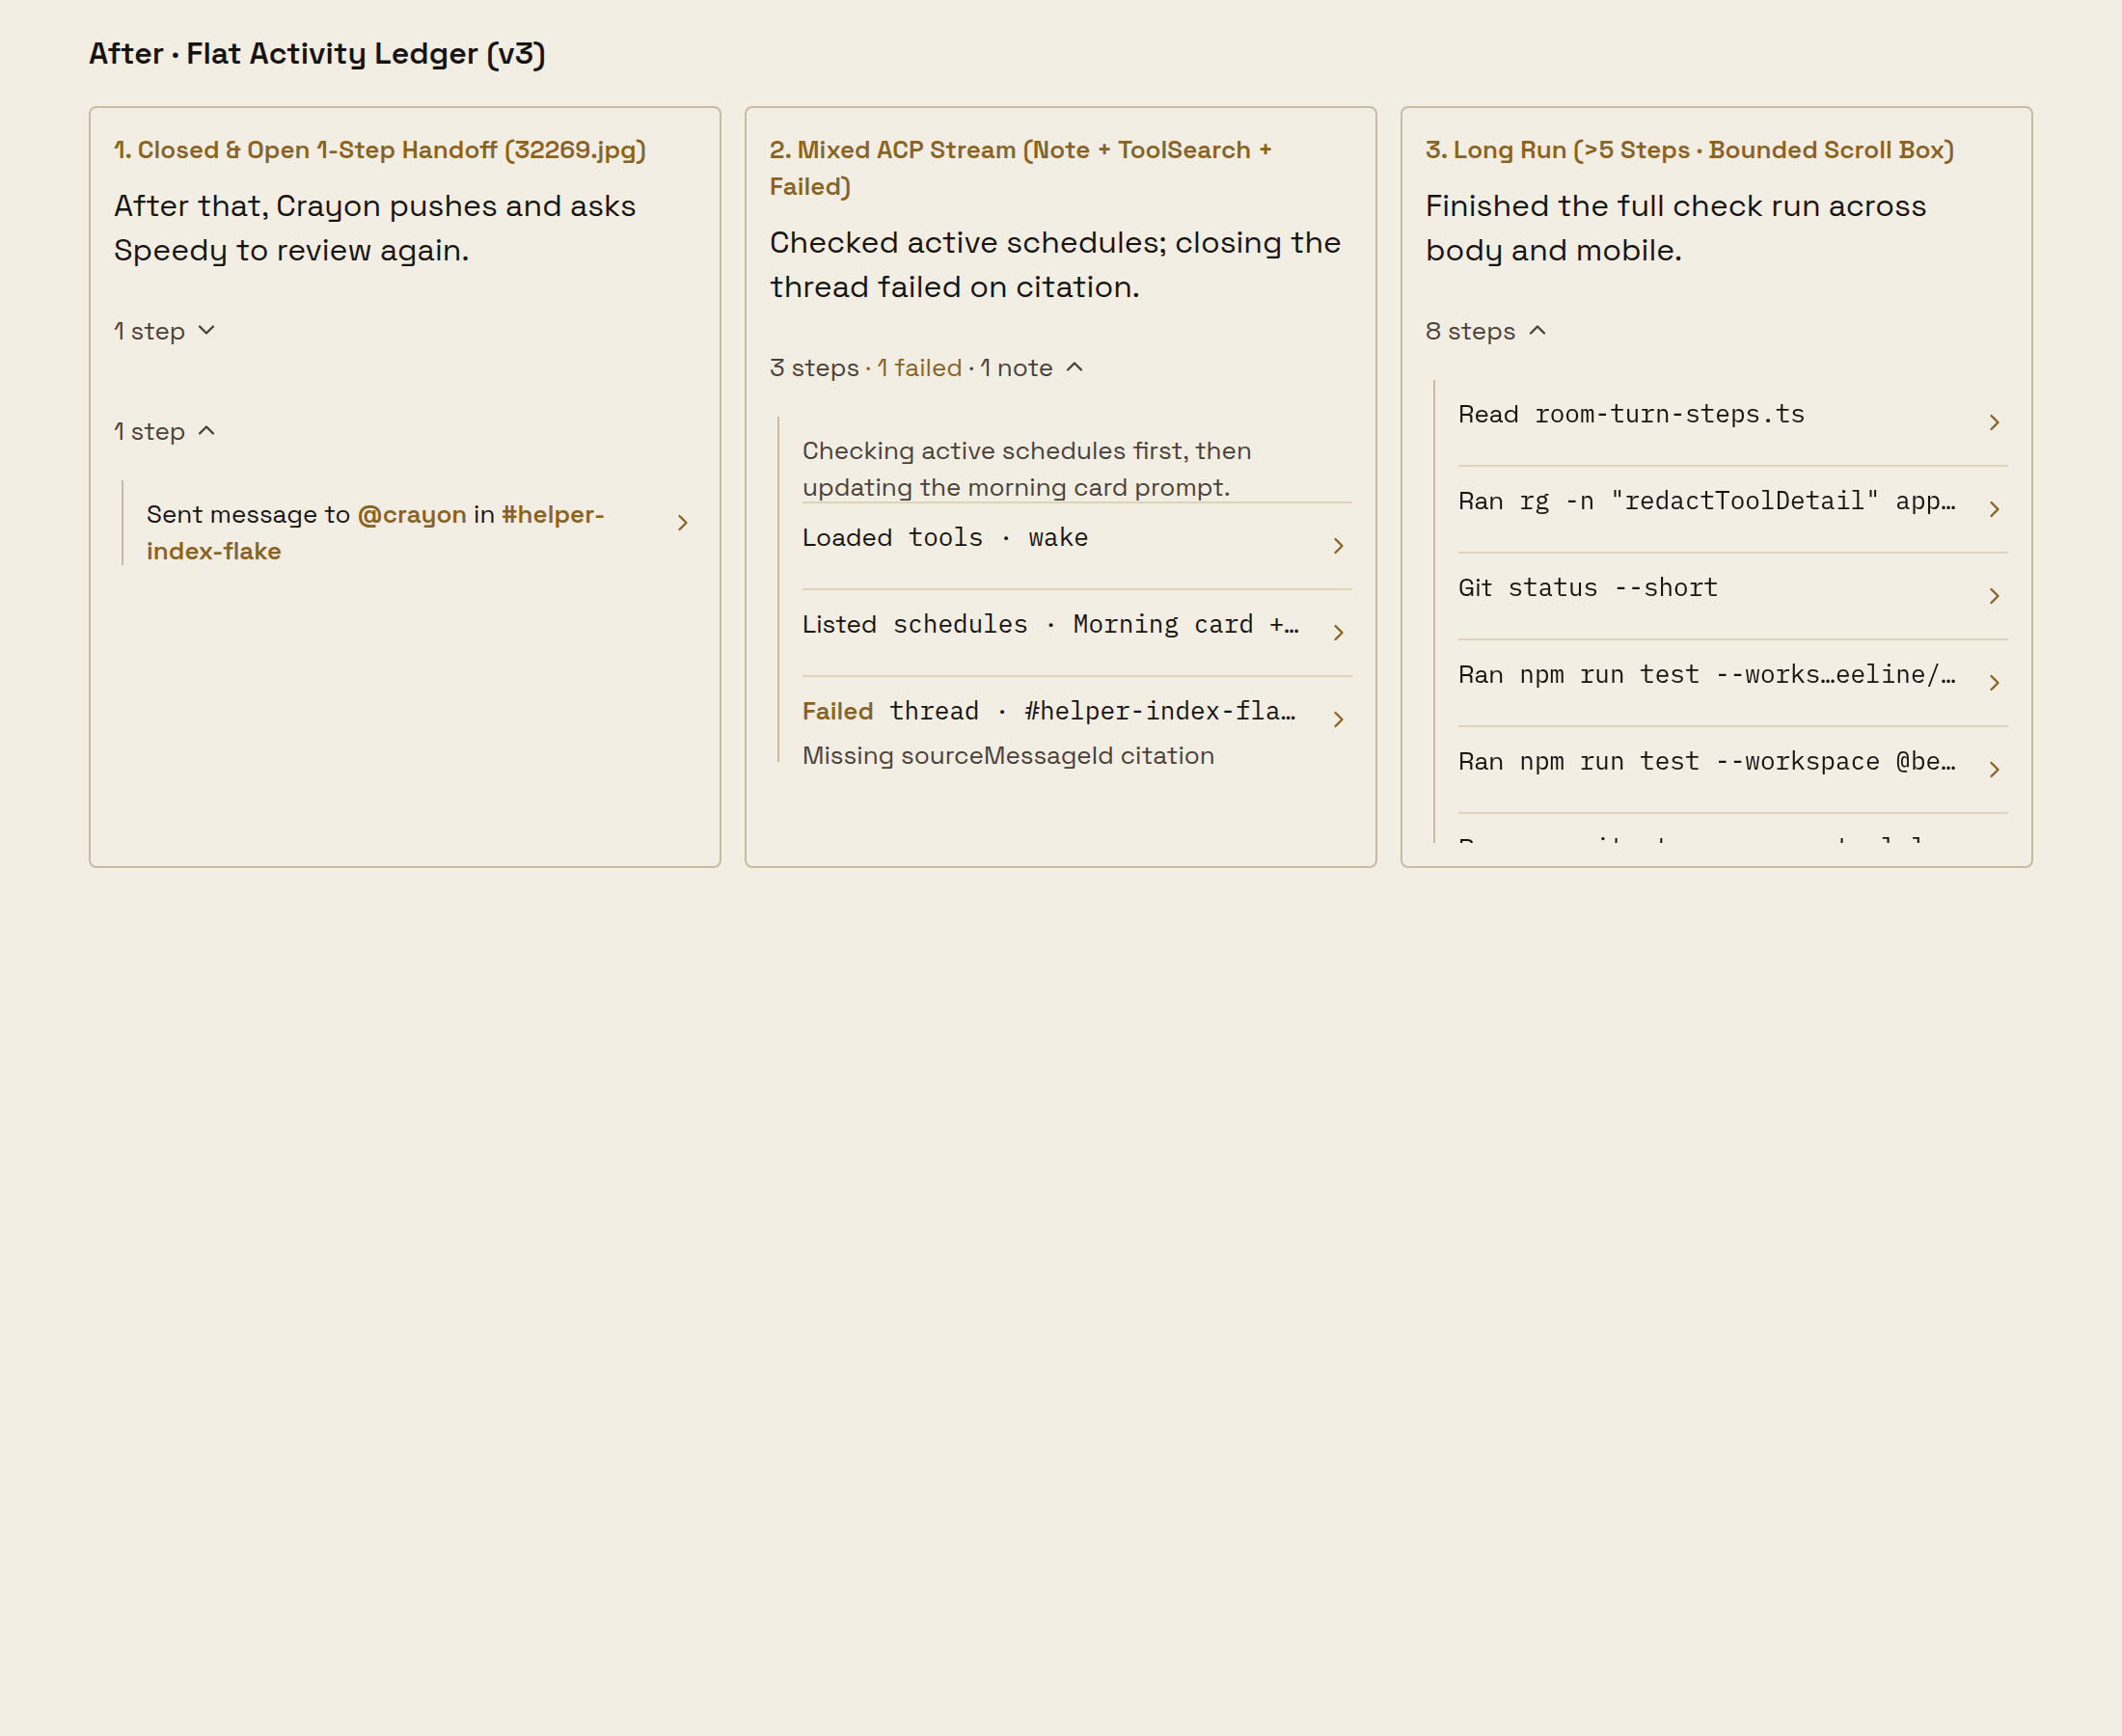 After · Flat Activity Ledger (v3)
1. Closed & Open 1-Step Handoff (32269.jpg)
After that, Crayon pushes and asks
Speedy to review again.
1 step
1 step
Sent message to @crayon in #helper-
index-flake
2. Mixed ACP Stream (Note + ToolSearch +
Failed)
Checked active schedules; closing the
thread failed on citation.
3 steps · 1 failed · 1 note
Checking active schedules first, then
updating the morning card prompt.
Loaded tools · wake
Listed schedules · Morning card +…
Failed thread · #helper-index-fla…
Missing sourceMessageId citation
3. Long Run (>5 Steps · Bounded Scroll Box)
Finished the full check run across
body and mobile.
8 steps
Read room-turn-steps.ts
Ran rg -n "redactToolDetail" app…
Git status --short
Ran npm run test --works…eeline/…
Ran npm run test --workspace @be…